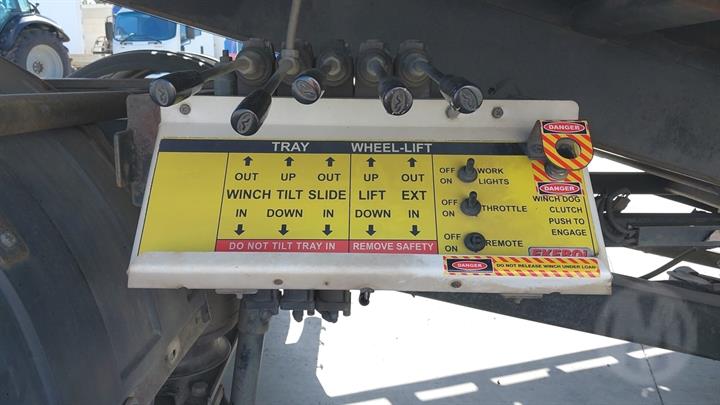 TRAY WHEEL-LIFT
OUT UP OUT UP OUT
WINCH TILT SLIDE LIFT EXT
IN DOWN IN DOWN IN
DO NOT TILT TRAY IN REMOVE SAFETY
OFF WORK
ON LIGHTS
OFF
ON THROTTLE
OFF
ON REMOTE
DANGER
DANGER
DANGER
WINCH DOG
CLUTCH
PUSH TO
ENGAGE
DANGER DO NOT RELEASE WINCH UNDER LOAD